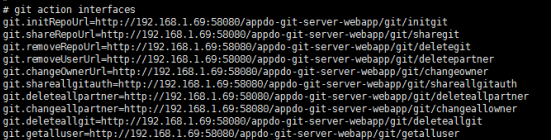 # git action interfaces
git.initRepoUrl=http://192.168.1.69:58080/appdo-git-server-webapp/git/initgit
git.shareRepoUrl=http://192.168.1.69:58080/appdo-git-server-webapp/git/sharegit
git.removeRepoUrl=http://192.168.1.69:58080/appdo-git-server-webapp/git/deletegit
git.removeUserUrl=http://192.168.1.69:58080/appdo-git-server-webapp/git/deletepartner
git.changeOwnerUrl=http://192.168.1.69:58080/appdo-git-server-webapp/git/changeowner
git.shareallgitauth=http://192.168.1.69:58080/appdo-git-server-webapp/git/shareallgitauth
git.deleteallpartner=http://192.168.1.69:58080/appdo-git-server-webapp/git/deleteallpartner
git.changeallpartner=http://192.168.1.69:58080/appdo-git-server-webapp/git/changeallowner
git.deleteallgit=http://192.168.1.69:58080/appdo-git-server-webapp/git/deleteallgit
git.getalluser=http://192.168.1.69:58080/appdo-git-server-webapp/git/getalluser